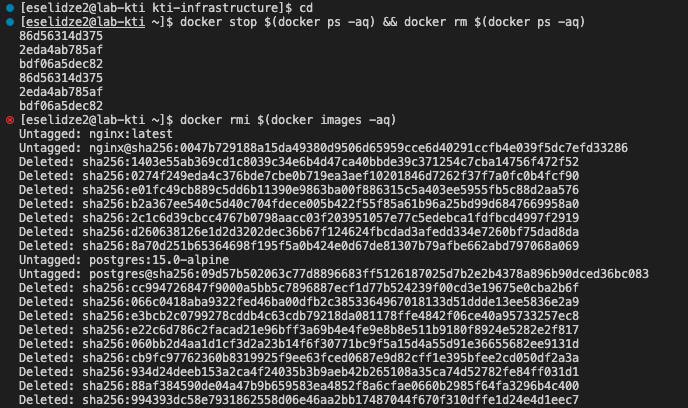 [eselidze2@lab-kti kti-infrastructure]$ cd
[eselidze2@lab-kti ~]$ docker stop $(docker ps -aq) && docker rm $(docker ps -aq)
86d56314d375
2eda4ab785af
bdf06a5dec82
86d56314d375
2eda4ab785af
bdf06a5dec82
[eselidze2@lab-kti ~]$ docker rmi $(docker images -aq)
Untagged: nginx:latest
Untagged: nginx@sha256:0047b729188a15da49380d9506d65959cce6d40291ccfb4e039f5dc7efd33286
Deleted: sha256:1403e55ab369cd1c8039c34e6b4d47ca40bbde39c371254c7cba14756f472f52
Deleted: sha256:0274f249eda4c376bde7cbe0b719ea3aef10201846d7262f37f7a0fc0b4fcf90
Deleted: sha256:e01fc49cb889c5dd6b11390e9863ba00f886315c5a403ee5955fb5c88d2aa576
Deleted: sha256:b2a367ee540c5d40c704fdece005b422f55f85a61b96a25bd99d6847669958a0
Deleted: sha256:2c1c6d39cbcc4767b0798aacc03f203951057e77c5edebca1fdfbcd4997f2919
Deleted: sha256:d260638126e1d2d3202dec36b67f124624fbcdad3afedd334e7260bf75dad8da
Deleted: sha256:8a70d251b65364698f195f5a0b424e0d67de81307b79afbe662abd797068a069
Untagged: postgres:15.0-alpine
Untagged: postgres@sha256:09d57b502063c77d8896683ff5126187025d7b2e2b4378a896b90dced36bc083
Deleted: sha256:cc994726847f9000a5bb5c7896887ecf1d77b524239f00cd3e19675e0cba2b6f
Deleted: sha256:066c0418aba9322fed46ba00dfb2c3853364967018133d51ddde13ee5836e2a9
Deleted: sha256:e3bcb2c0799278cddb4c63cdb79218da081178ffe4842f06ce40a95733257ec8
Deleted: sha256:e22c6d786c2facad21e96bff3a69b4e4fe9e8b8e511b9180f8924e5282e2f817
Deleted: sha256:060bb2d4aa1d1cf3d2a23b14f6f30771bc9f5a15d4a55d91e36655682ee9131d
Deleted: sha256:cb9fc97762360b8319925f9ee63fced0687e9d82cff1e395bfee2cd050df2a3a
Deleted: sha256:934d24deeb153a2ca4f24035b3b9aeb42b265108a35ca74d52782fe84ff031d1
Deleted: sha256:88af384590de04a47b9b659583ea4852f8a6cfae0660b2985f64fa3296b4c400
Deleted: sha256:994393dc58e7931862558d06e46aa2bb17487044f670f310dffe1d24e4d1eec7